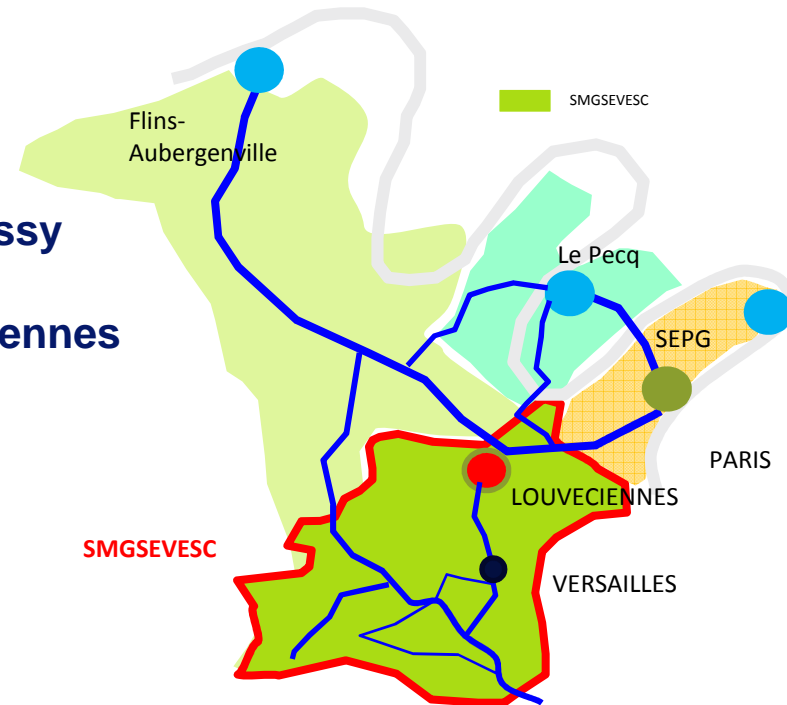 SMGSEVESC
Flins-
Aubergenville
ssy
Le Pecq
ennes
SEPG
PARIS
LOUVECIENNES
SMGSEVESC
VERSAILLES